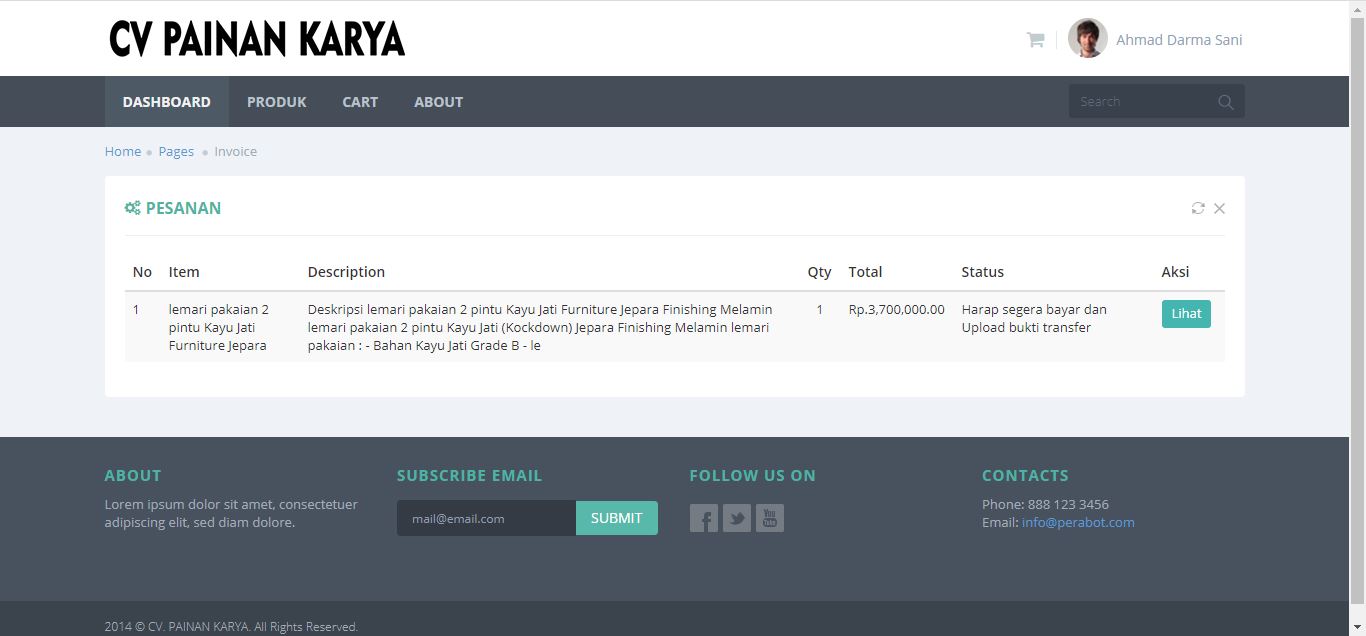 CV PAINAN KARYA
Ahmad Darma Sani
DASHBOARD PRODUK CART ABOUT Search
Home Pages Invoice
PESANAN
No Item Description Qty Total Status Aksi
1 lemari pakaian 2 Deskripsi lemari pakaian 2 pintu Kayu Jati Furniture Jepara Finishing Melamin 1 Rp.3,700,000.00 Harap segera bayar dan Lihat
pintu Kayu Jati lemari pakaian 2 pintu Kayu Jati (Kockdown) Jepara Finishing Melamin lemari Upload bukti transfer
Furniture Jepara pakaian : - Bahan Kayu Jati Grade B - le
ABOUT
Lorem ipsum dolor sit amet, consectetuer
adipiscing elit, sed diam dolore.
SUBSCRIBE EMAIL
mail@email.com SUBMIT
FOLLOW US ON
You Tube
CONTACTS
Phone: 888 123 3456
Email: info@perabot.com
2014 © CV. PAINAN KARYA. All Rights Reserved.